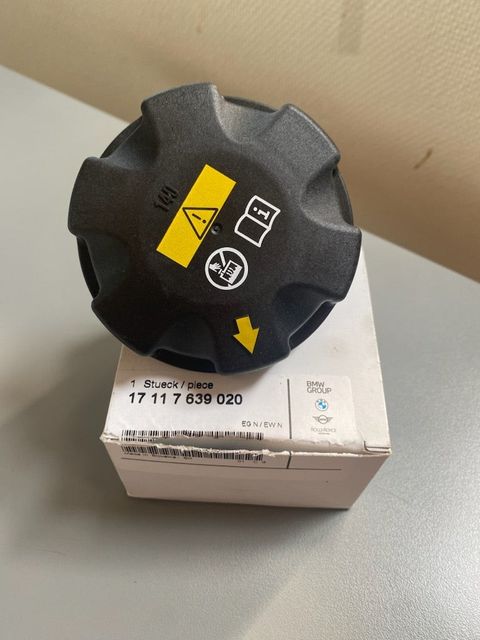 140
1 Stueck / piece
17 11 7 639 020
EG N / EW N
BMW
GROUP